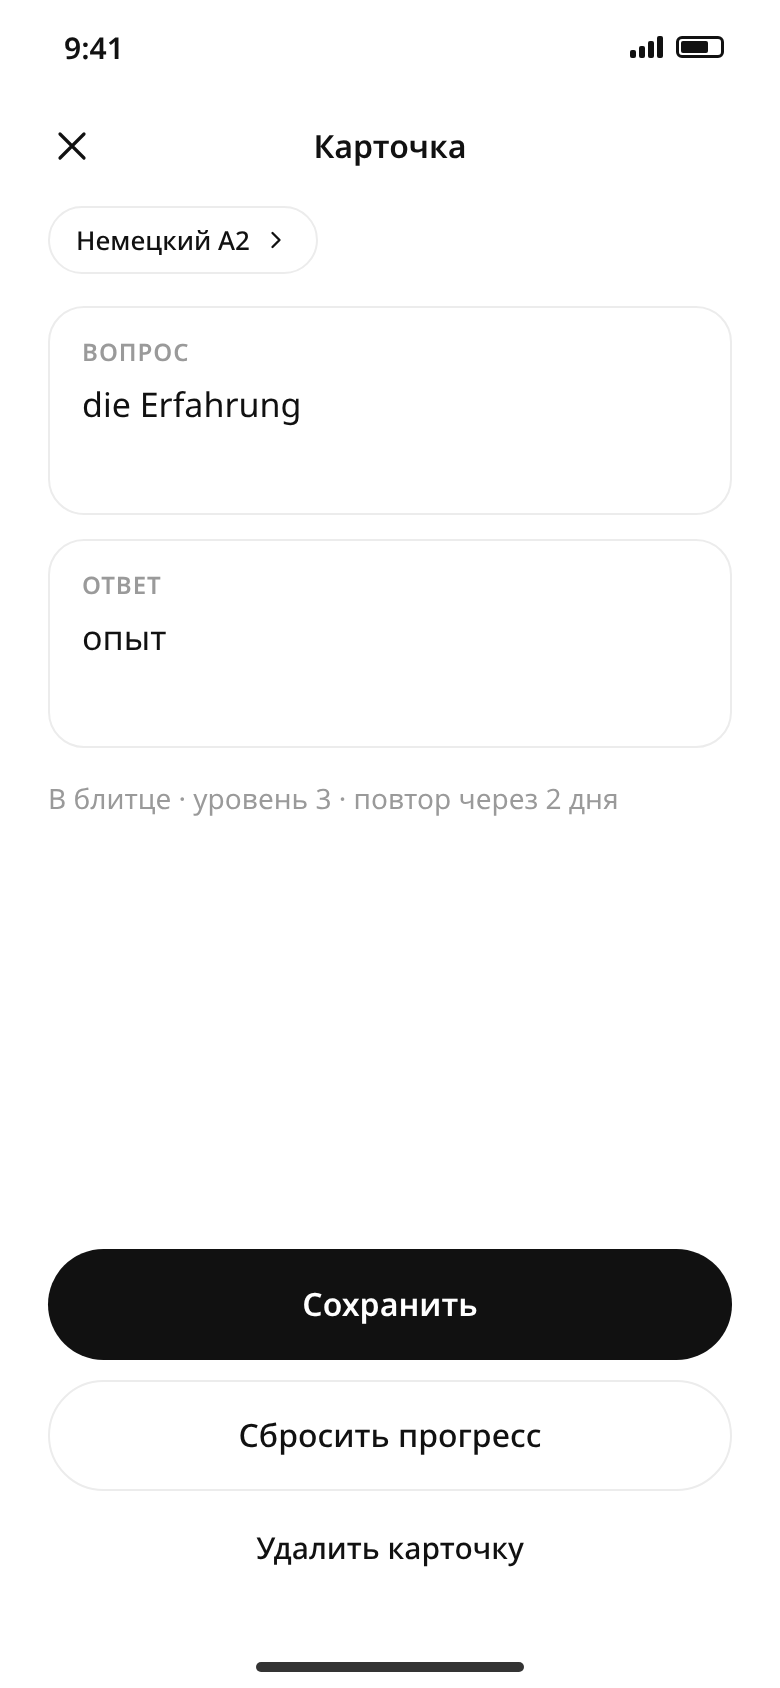 9:41
Карточка
Немецкий A2
ВОПРОС
die Erfahrung
ОТВЕТ
опыт
В блитце · уровень 3 · повтор через 2 дня
Сохранить
Сбросить прогресс
Удалить карточку